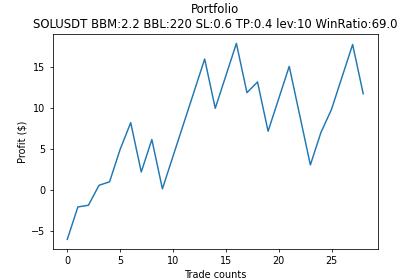 Portfolio
SOLUSDT BBM:2.2 BBL:220 SL:0.6 TP:0.4 lev:10 WinRatio:69.0
Profit ($)
15
10
5
0
−5
0 5 10 15 20 25
Trade counts